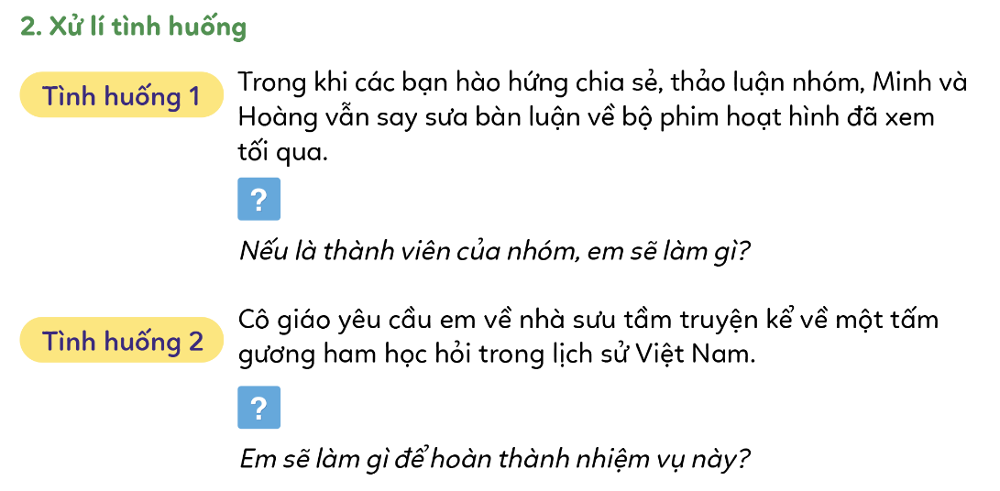 2. Xử lí tình huống
Tình huống 1
Trong khi các bạn hào hứng chia sẻ, thảo luận nhóm, Minh và
Hoàng vẫn say sưa bàn luận về bộ phim hoạt hình đã xem
tối qua.
?
Nếu là thành viên của nhóm, em sẽ làm gì?
Tình huống 2
Cô giáo yêu cầu em về nhà sưu tầm truyện kể về một tấm
gương ham học hỏi trong lịch sử Việt Nam.
?
Em sẽ làm gì để hoàn thành nhiệm vụ này?